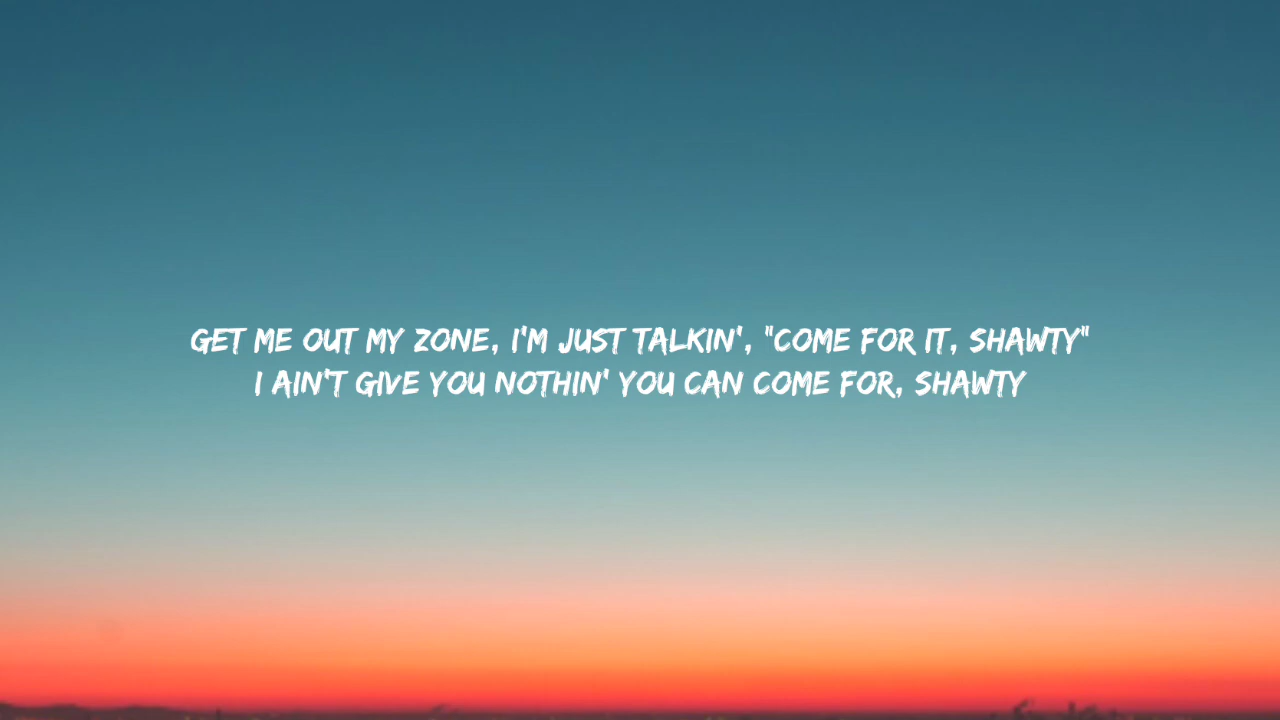 GET ME OUT MY ZONE, I'M JUST TALKIN', "COME FOR IT, SHAWTY"
I AIN'T GIVE YOU NOTHIN' YOU CAN COME FOR, SHAWTY